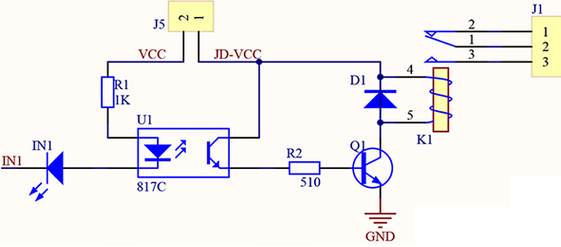 J5
2 1
J1
VCC
JD-VCC
2
1
3
1
2
3
R1
1K
D1
4
5
K1
U1
IN1
IN1
817C
R2
510
Q1
GND